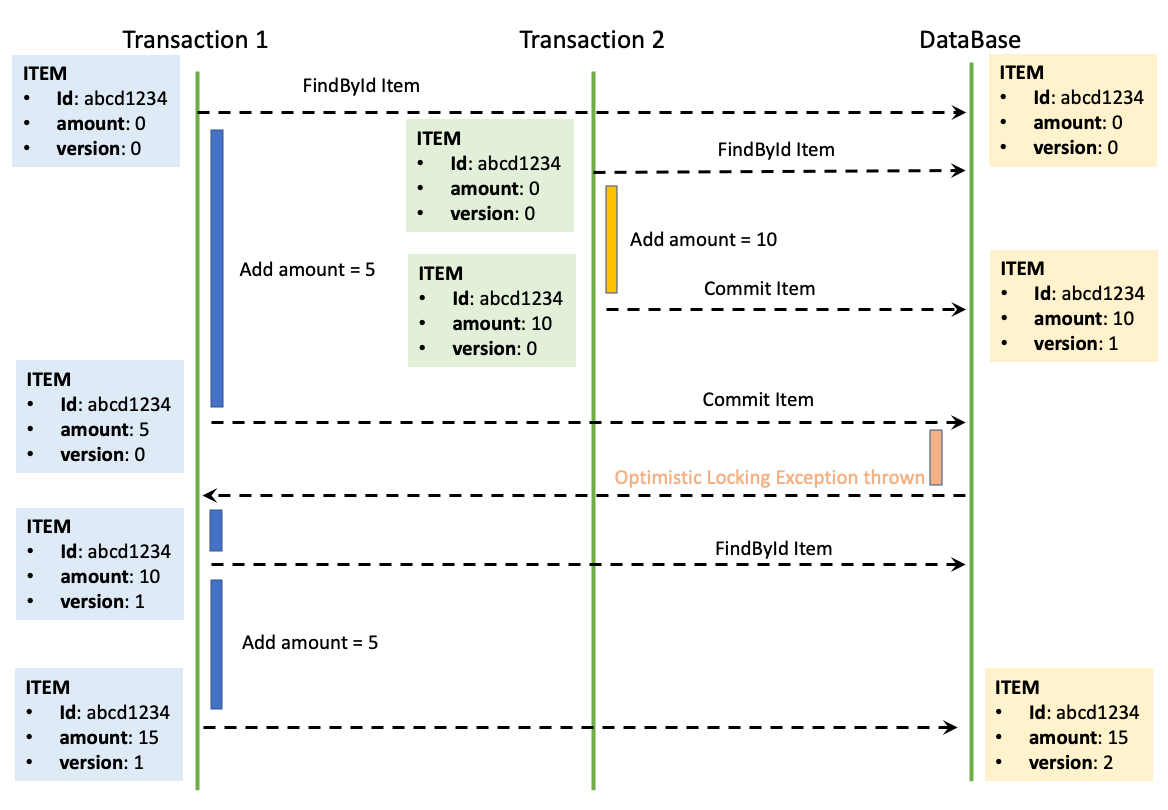 Transaction 1
Transaction 2
DataBase
ITEM
• Id: abcd1234
• amount: 0
• version: 0
FindById Item
ITEM
• Id: abcd1234
• amount: 0
• version: 0
ITEM
• Id: abcd1234
• amount: 0
• version: 0
FindById Item
Add amount = 10
Add amount = 5
ITEM
• Id: abcd1234
• amount: 10
• version: 0
Commit Item
ITEM
• Id: abcd1234
• amount: 10
• version: 1
ITEM
• Id: abcd1234
• amount: 5
• version: 0
Commit Item
Optimistic Locking Exception thrown
ITEM
• Id: abcd1234
• amount: 10
• version: 1
FindById Item
Add amount = 5
ITEM
• Id: abcd1234
• amount: 15
• version: 1
ITEM
• Id: abcd1234
• amount: 15
• version: 2